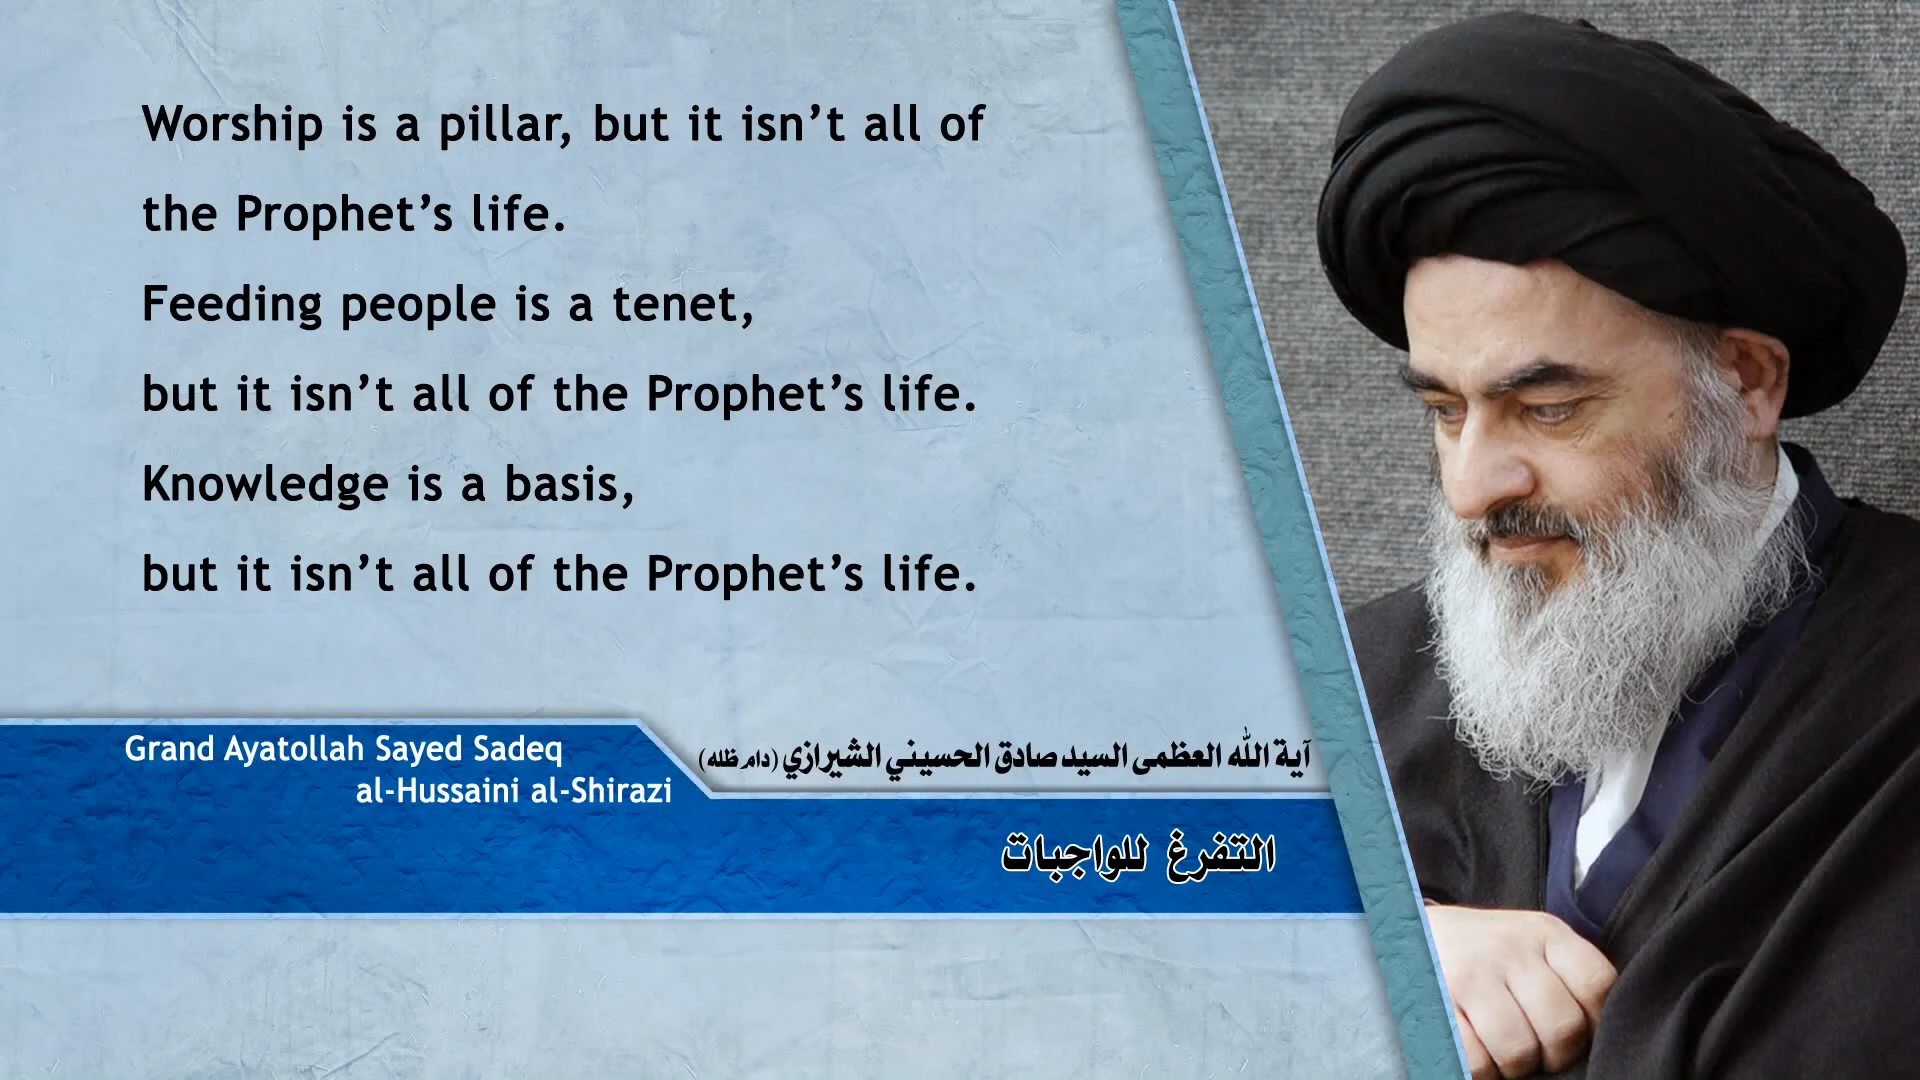 Worship is a pillar, but it isn’t all of
the Prophet’s life.
Feeding people is a tenet,
but it isn’t all of the Prophet’s life.
Knowledge is a basis,
but it isn’t all of the Prophet’s life.
Grand Ayatollah Sayed Sadeq
al-Hussaini al-Shirazi
آية الله العظمى السيد صادق الحسيني الشيرازي (دام ظله)
التفرغ للواجبات